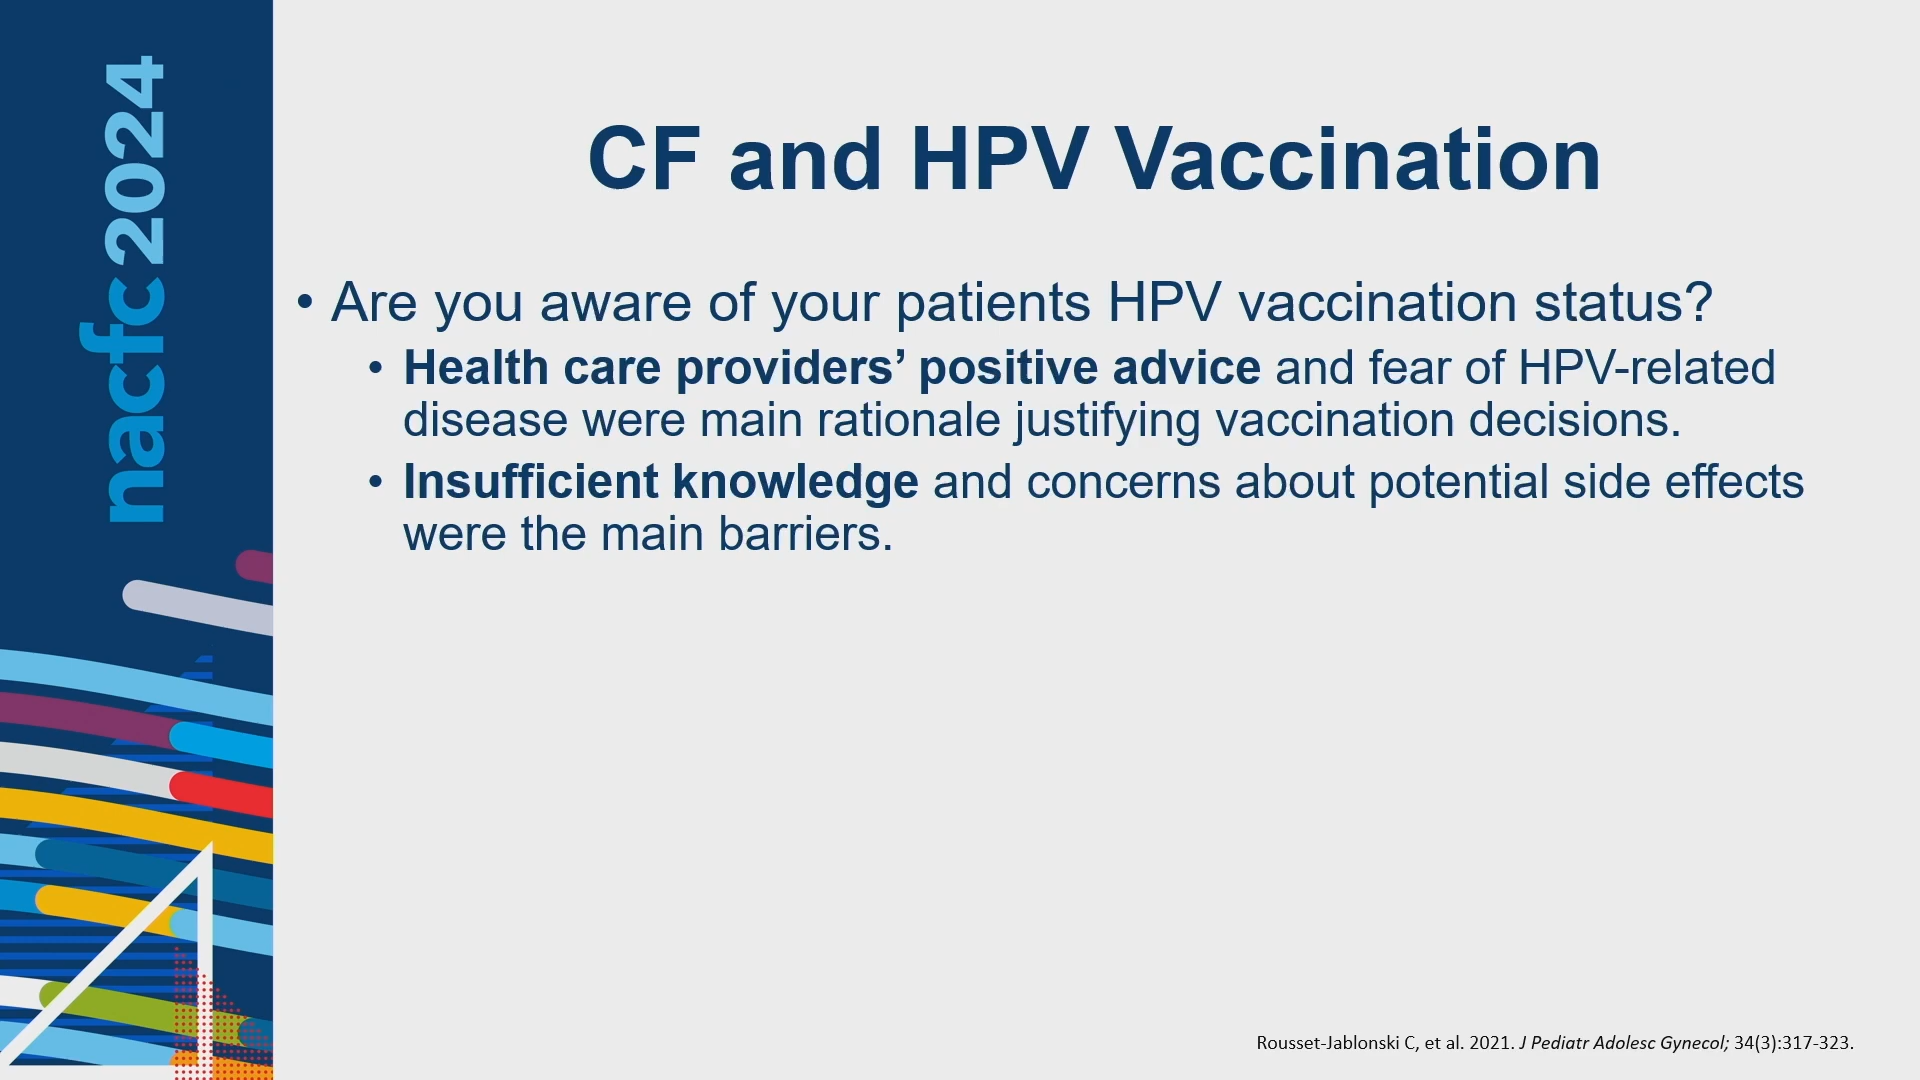 nacfc2024
CF and HPV Vaccination
• Are you aware of your patients HPV vaccination status?
• Health care providers’ positive advice and fear of HPV-related
disease were main rationale justifying vaccination decisions.
• Insufficient knowledge and concerns about potential side effects
were the main barriers.
Rousset-Jablonski C, et al. 2021. J Pediatr Adolesc Gynecol; 34(3):317-323.